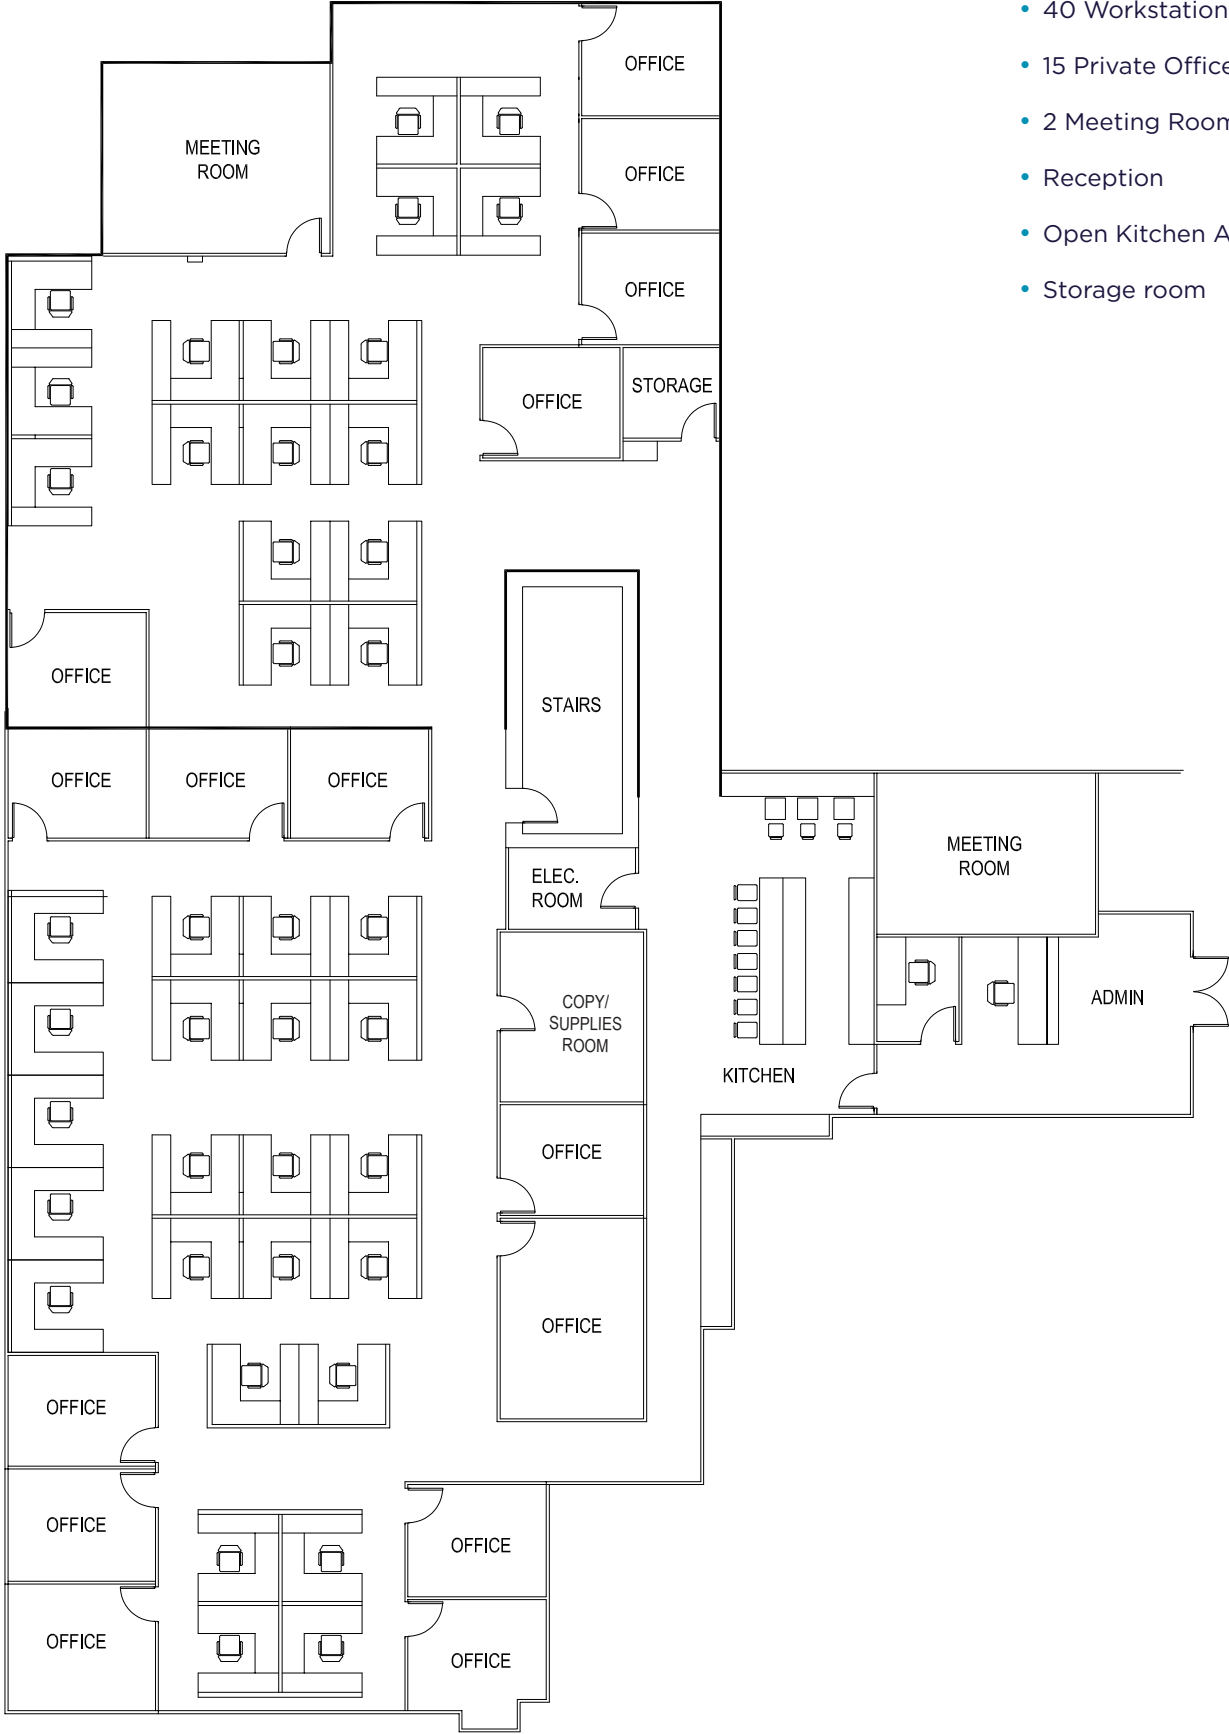 • 40 Workstation
• 15 Private Office
• 2 Meeting Room
• Reception
• Open Kitchen A
• Storage room
OFFICE
MEETING
ROOM
OFFICE
OFFICE
STORAGE
OFFICE
OFFICE
STAIRS
OFFICE
OFFICE
OFFICE
MEETING
ROOM
ELEC.
ROOM
ADMIN
COPY/
SUPPLIES
ROOM
KITCHEN
OFFICE
OFFICE
OFFICE
OFFICE
OFFICE
OFFICE
OFFICE